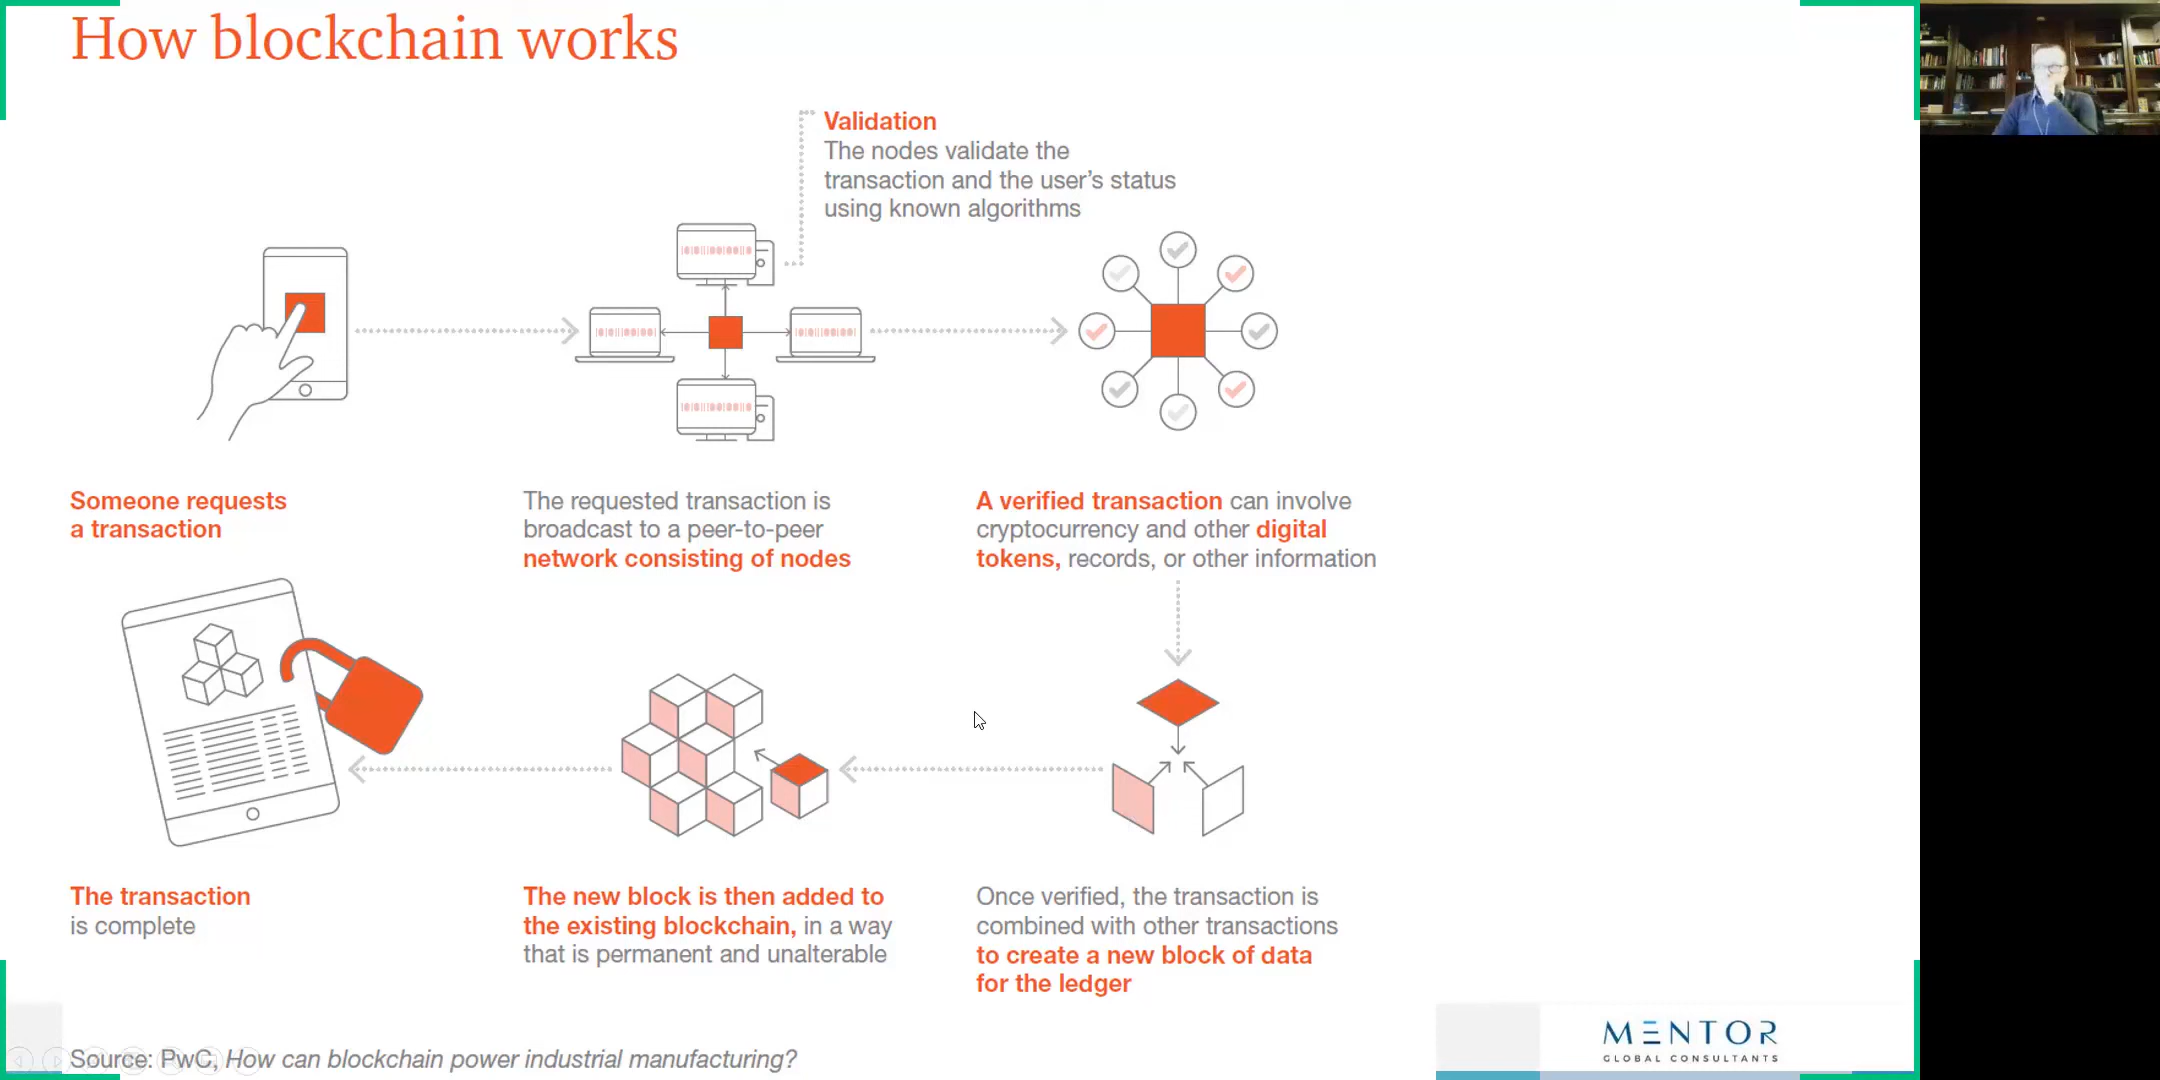 How blockchain works
Validation
The nodes validate the
transaction and the user's status
using known algorithms
Someone requests
a transaction
The requested transaction is
broadcast to a peer-to-peer
network consisting of nodes
A verified transaction can involve
cryptocurrency and other digital
tokens, records, or other information
The transaction
is complete
The new block is then added to
the existing blockchain, in a way
that is permanent and unalterable
Once verified, the transaction is
combined with other transactions
to create a new block of data
for the ledger
Source: PwC, How can blockchain power industrial manufacturing?
MENTOR
GLOBAL CONSULTANTS